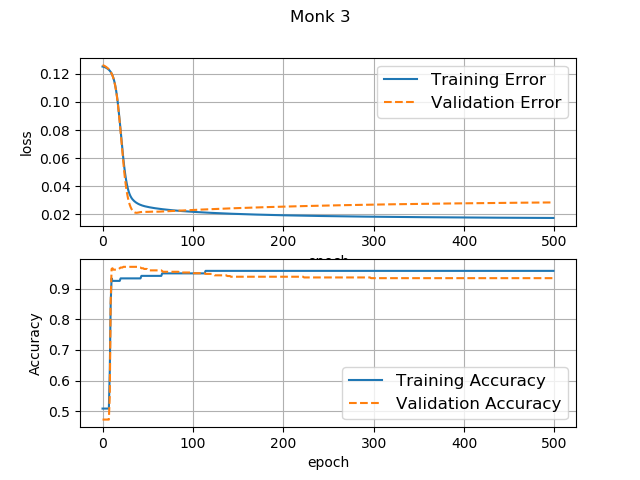 Monk 3
loss
0.12
0.10
0.08
0.06
0.04
0.02
Training Error
Validation Error
0 100 200 300 400 500
epoch
Accuracy
0.9
0.8
0.7
0.6
0.5
Training Accuracy
Validation Accuracy
0 100 200 300 400 500
epoch